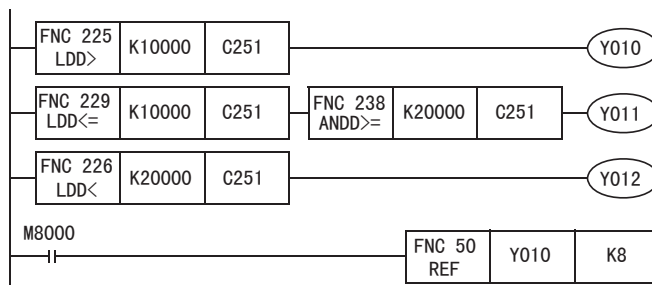 FNC 225
LDD>
K10000
C251
Y010
FNC 229
LDD<=
K10000
C251
FNC 238
ANDD>=
K20000
C251
Y011
FNC 226
LDD<
K20000
C251
Y012
M8000
FNC 50
REF
Y010
K8